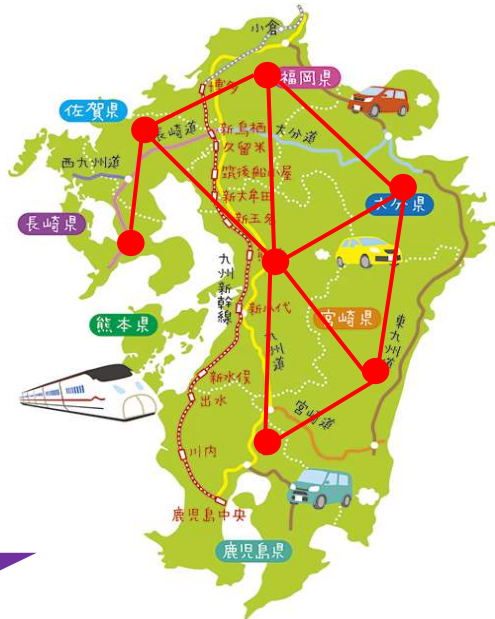 小倉
福岡県
博多
佐賀県
長崎道
新鳥栖
大分道
久留米
西九州道
筑後船小屋
新大牟田
大分県
長崎県
新玉名
九州新幹線
新八代
宮崎県
熊本県
九州道
東九州道
新水俣
出水
宮崎道
川内
鹿児島中央
鹿児島県